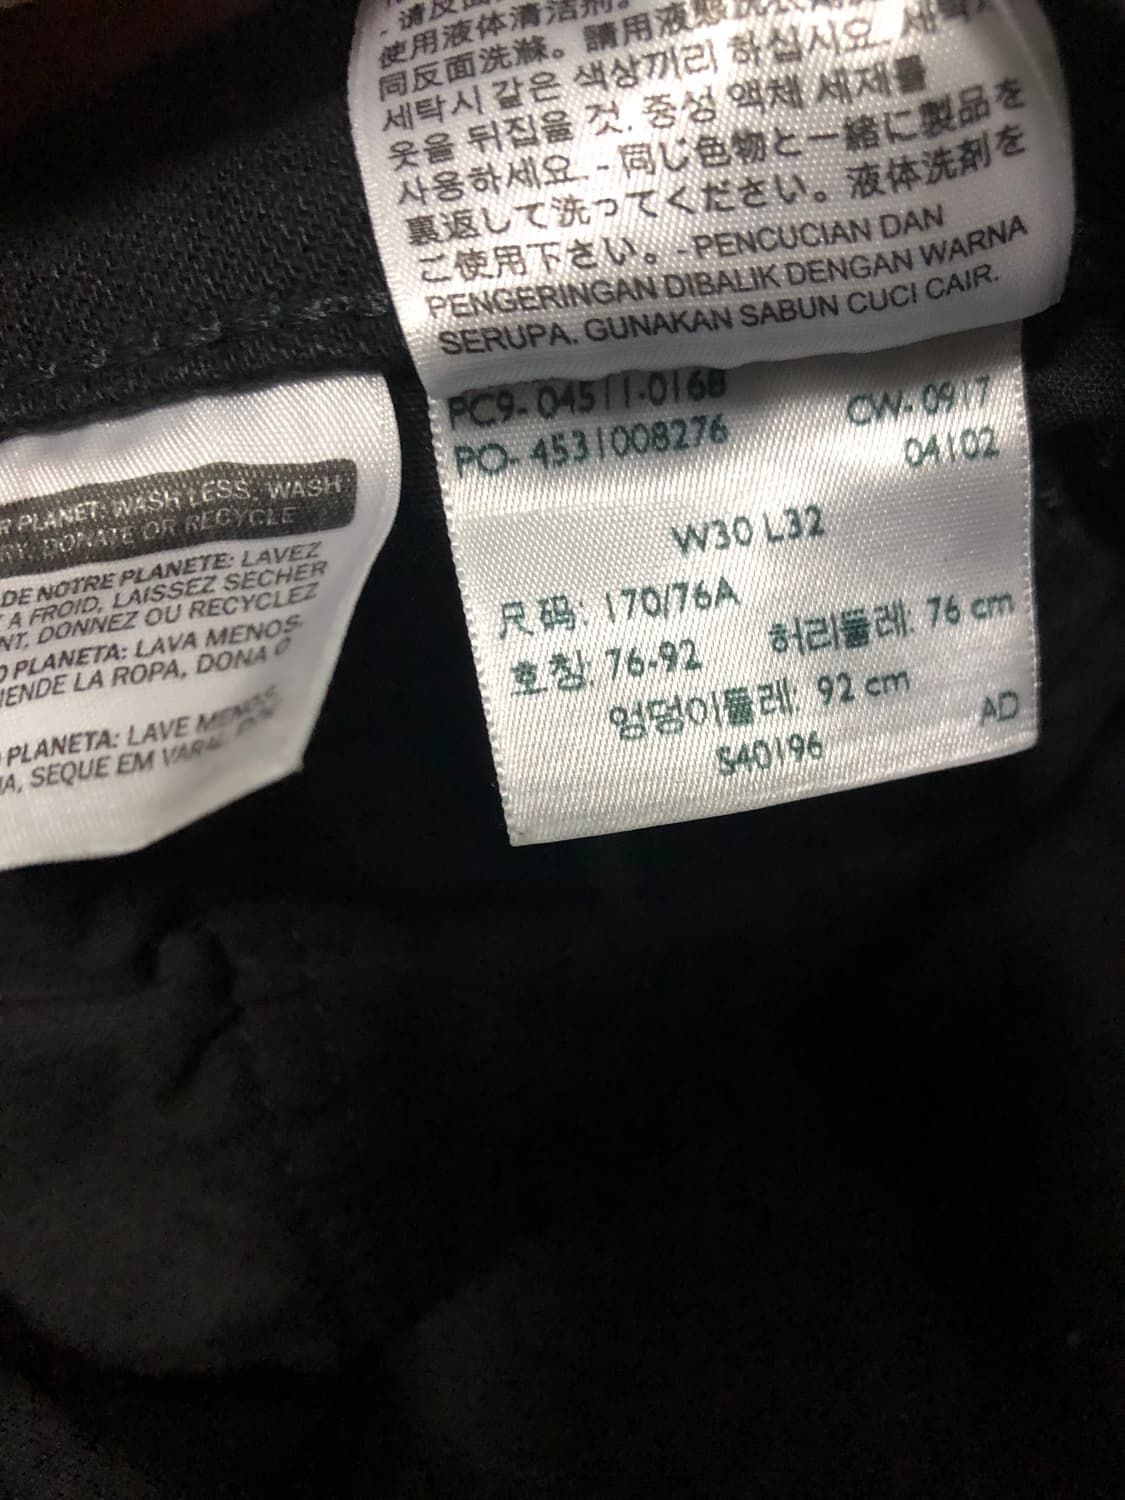 使用液体清洁剂。請用液態洗衣
同反面洗滌。
세탁시 같은 색상끼리 하십시오.
옷을 뒤집을 것. 중성 액체 세제를
사용하세요. - 同じ色物と一緒に製品を
裏返して洗ってください。液体洗剤を
ご使用下さい。-PENCUCIAN DAN
PENGERINGAN DIBALIK DENGAN WARNA
SERUPA. GUNAKAN SABUN CUCI CAIR.
PC9- 04511-0168 CW- 0917
PO- 4531008276 04102
W30 L32
尺码: 170/76A
호칭: 76-92 허리둘레: 76 cm
엉덩이둘레: 92 cm
S40196 AD
R PLANET: WASH LESS, WASH
RY, DONATE OR RECYCLE
DE NOTRE PLANETE: LAVEZ
A FROID, LAISSEZ SECHER
NT, DONNEZ OU RECYCLEZ
O PLANETA: LAVA MENOS
IENDE LA ROPA, DONA O
PLANETA: LAVE MENOS,
IA, SEQUE EM VARAL